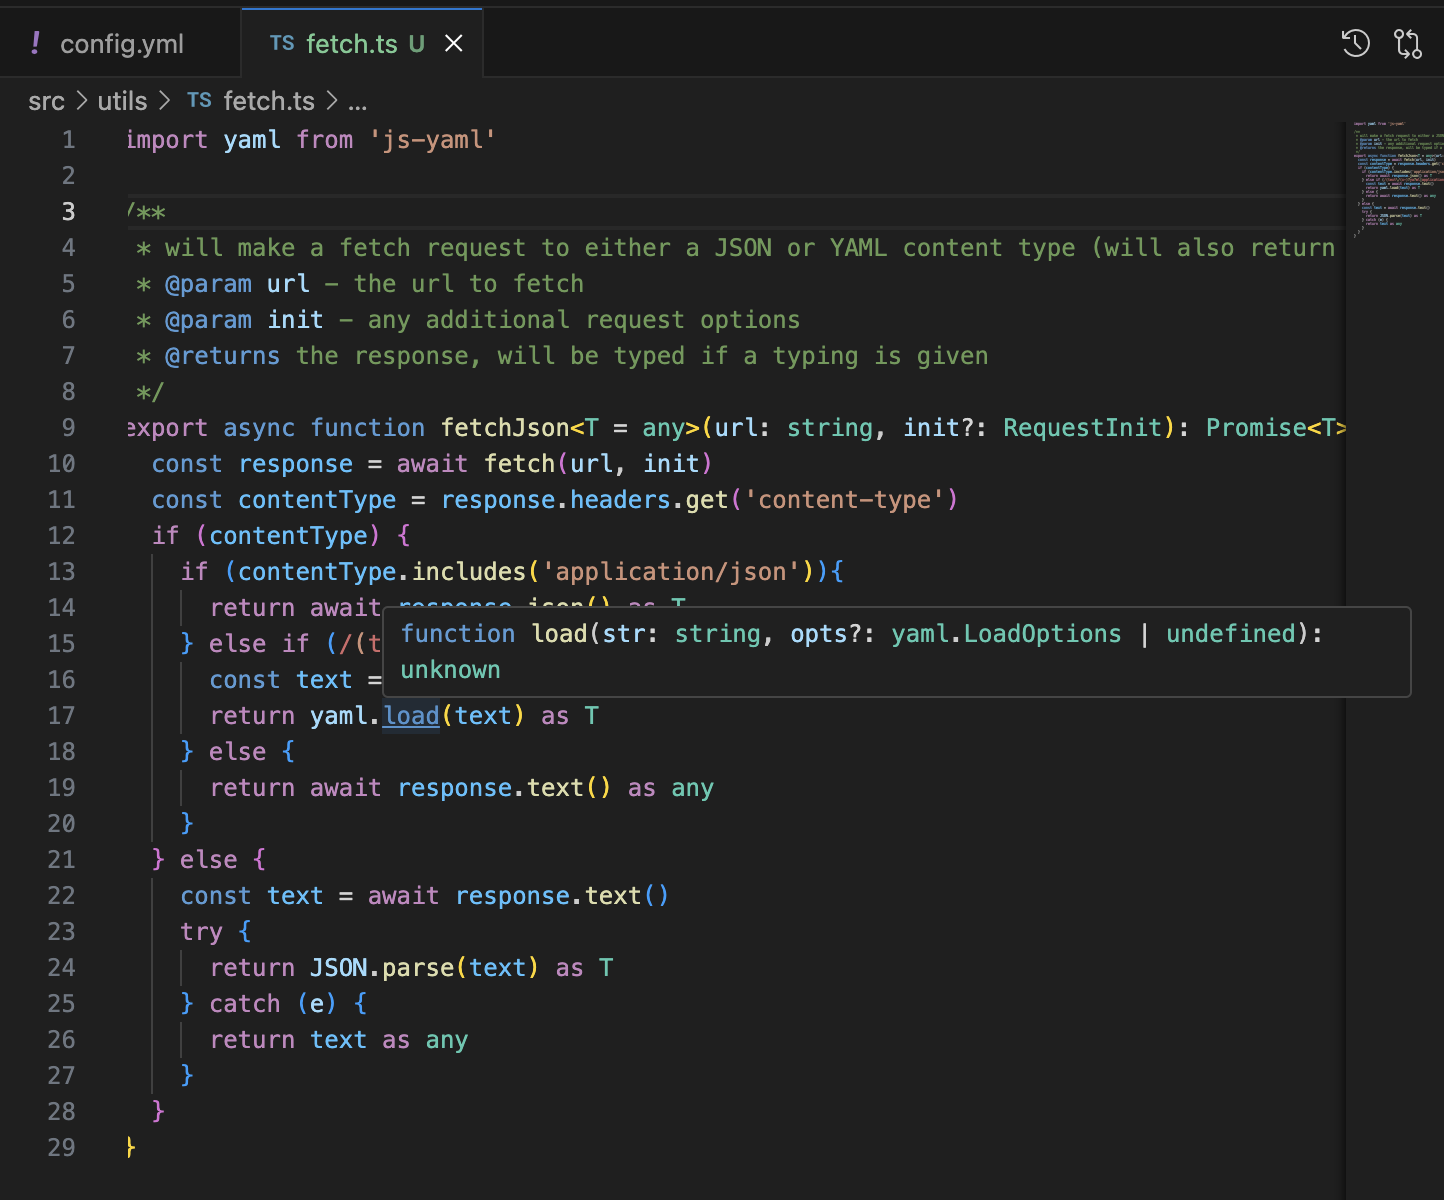 ! config.yml
TS fetch.ts U
src > utils > TS fetch.ts > ...
1 import yaml from 'js-yaml'
2
3 /**
4 * will make a fetch request to either a JSON or YAML content type (will also return
5 * @param url - the url to fetch
6 * @param init - any additional request options
7 * @returns the response, will be typed if a typing is given
8 */
9 export async function fetchJson<T = any>(url: string, init?: RequestInit): Promise<T>
10 const response = await fetch(url, init)
11 const contentType = response.headers.get('content-type')
12 if (contentType) {
13 if (contentType.includes('application/json')){
14 return await response.json() as T
15 } else if (/(t
16 const text =
function load(str: string, opts?: yaml.LoadOptions | undefined):
unknown
17 return yaml.load(text) as T
18 } else {
19 return await response.text() as any
20 }
21 } else {
22 const text = await response.text()
23 try {
24 return JSON.parse(text) as T
25 } catch (e) {
26 return text as any
27 }
28 }
29 }